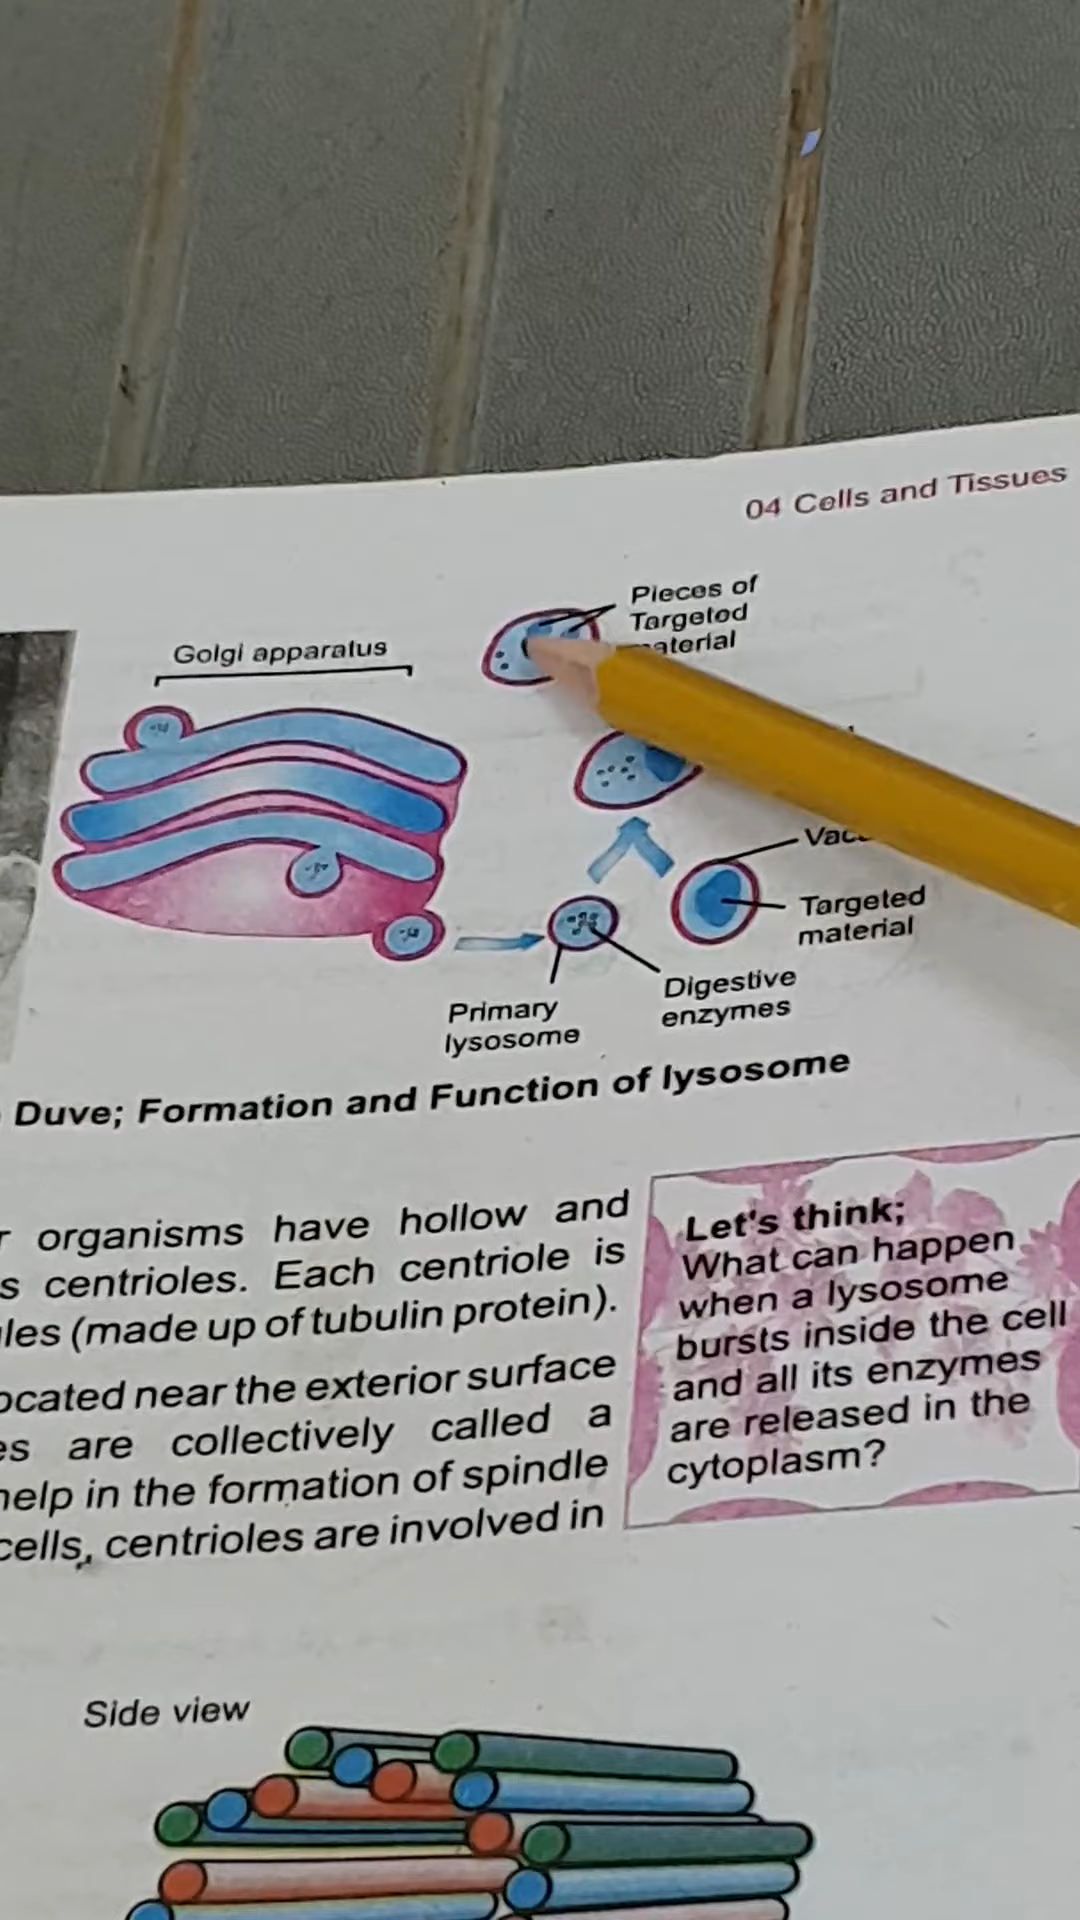 04 Cells and Tissues
Pieces of
Targeted
material
Golgi apparatus
Targeted
material
Digestive
enzymes
Primary
lysosome
Duve; Formation and Function of lysosome
organisms have hollow and
centrioles. Each centriole is
(made up of tubulin protein).
near the exterior surface
are collectively called a
help in the formation of spindle
cells, centrioles are involved in
Let's think;
What can happen
when a lysosome
bursts inside the cell
and all its enzymes
are released in the
cytoplasm?
Side view